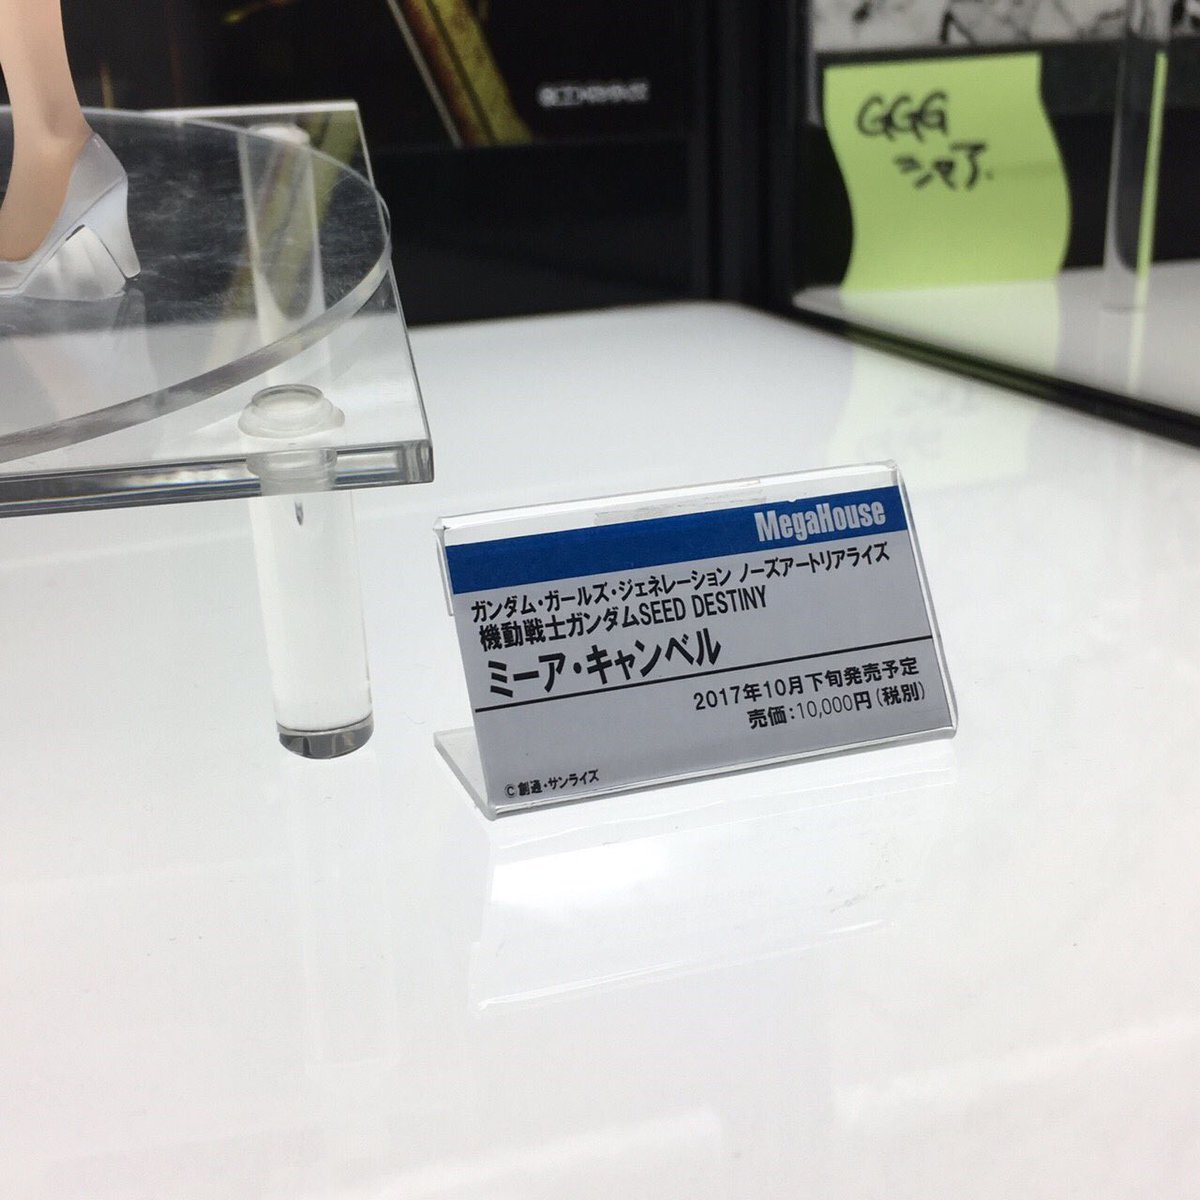 GGG
シャア.
MegaHouse
ガンダム・ガールズ・ジェネレーション ノーズアートリアライズ
機動戦士ガンダムSEED DESTINY
ミーア・キャンベル
2017年10月下旬発売予定
売価:10,000円(税別)
©創通・サンライズ